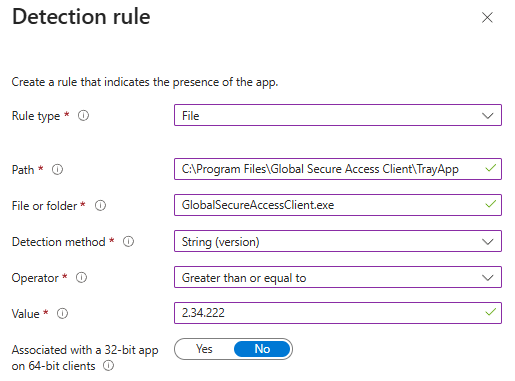 Detection rule
Create a rule that indicates the presence of the app.
Rule type *
File
Path *
C:\Program Files\Global Secure Access Client\TrayApp
File or folder *
GlobalSecureAccessClient.exe
Detection method *
String (version)
Operator *
Greater than or equal to
Value *
2.34.222
Associated with a 32-bit app
on 64-bit clients
Yes No